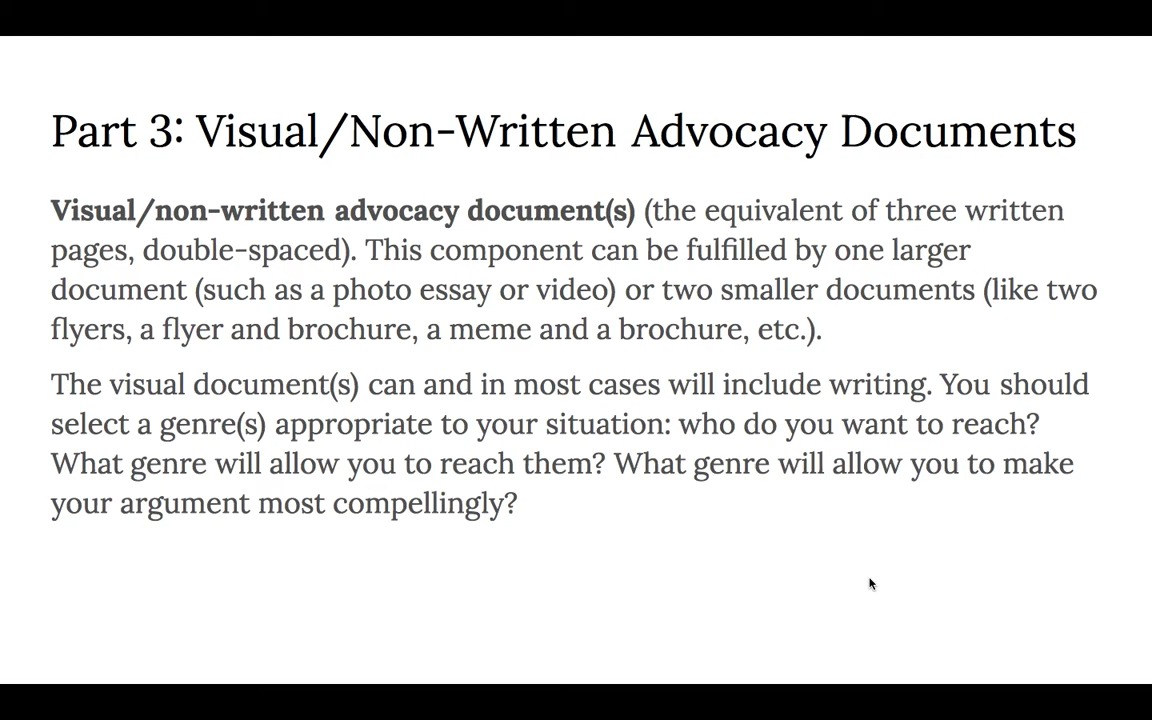 Part 3: Visual/Non-Written Advocacy Documents
Visual/non-written advocacy document(s) (the equivalent of three written
pages, double-spaced). This component can be fulfilled by one larger
document (such as a photo essay or video) or two smaller documents (like two
flyers, a flyer and brochure, a meme and a brochure, etc.).
The visual document(s) can and in most cases will include writing. You should
select a genre(s) appropriate to your situation: who do you want to reach?
What genre will allow you to reach them? What genre will allow you to make
your argument most compellingly?